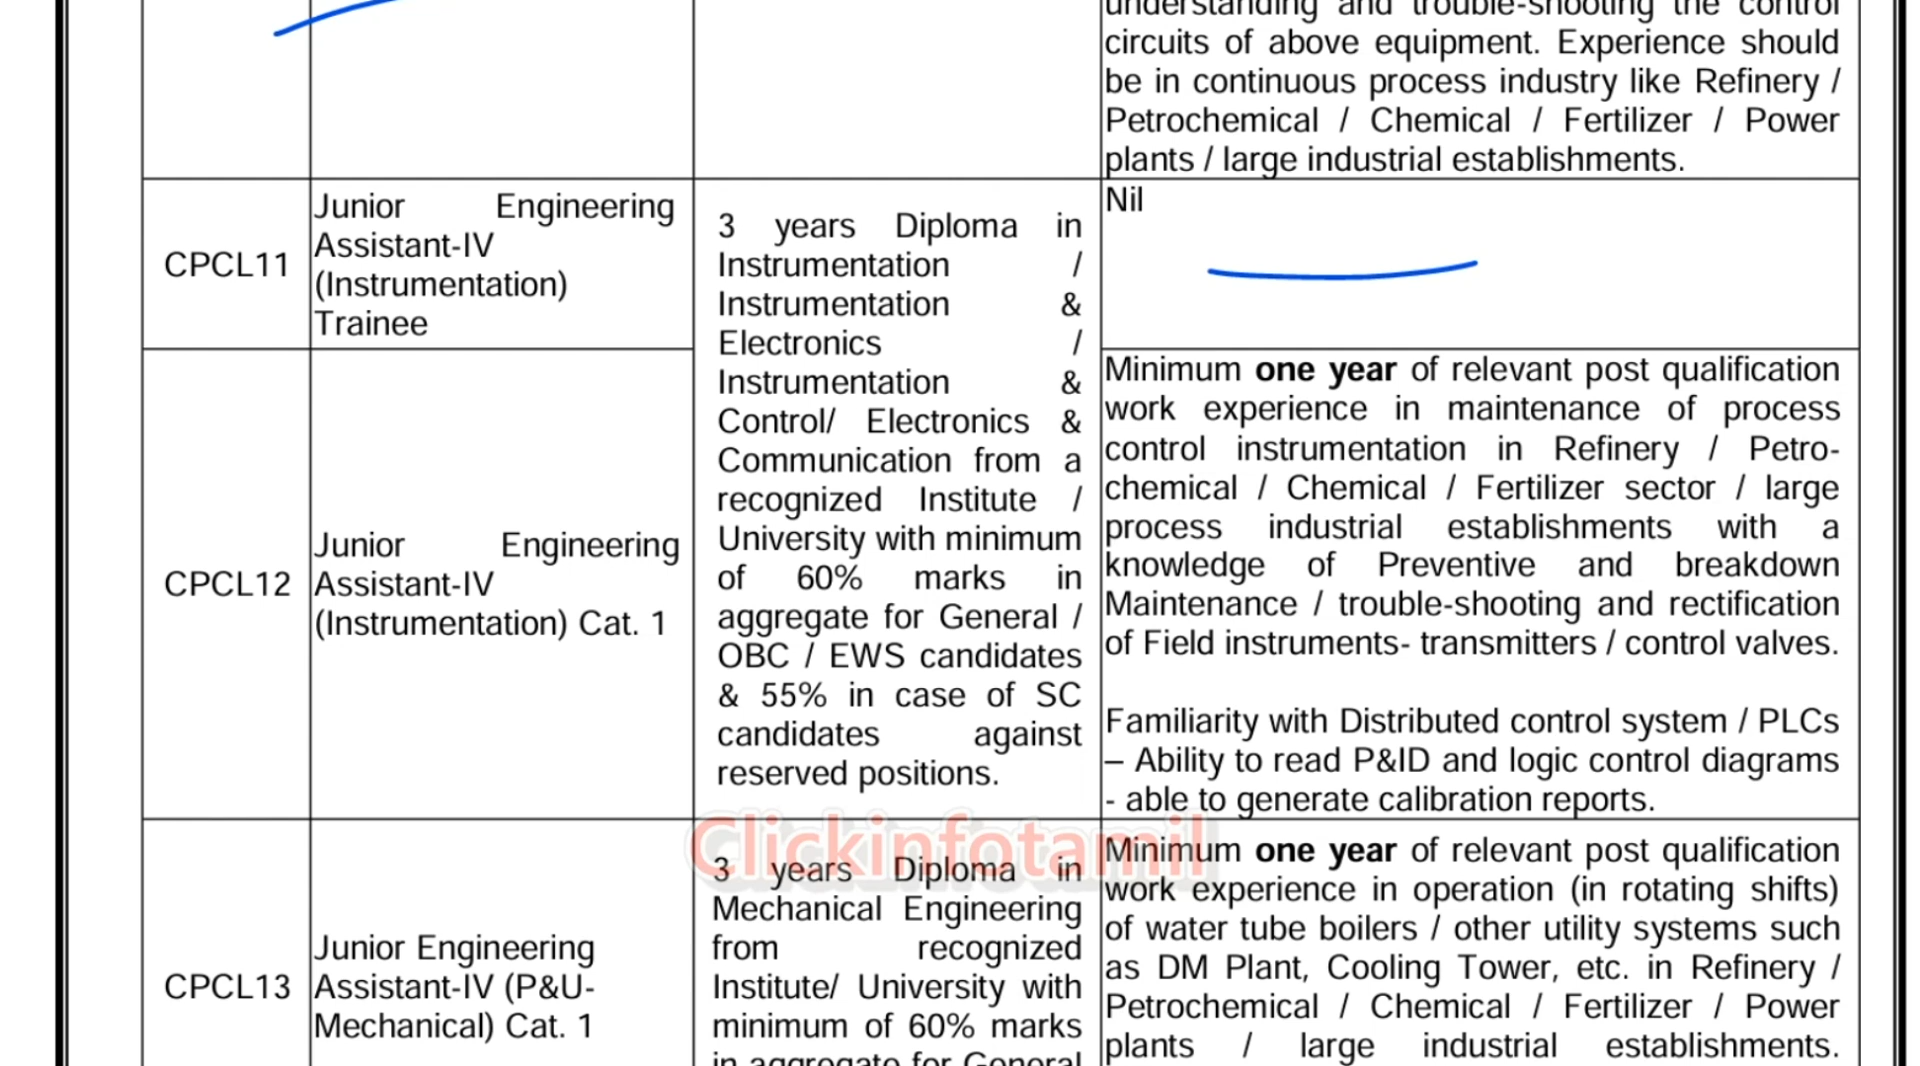 understanding and trouble-shooting the control
circuits of above equipment. Experience should
be in continuous process industry like Refinery /
Petrochemical / Chemical / Fertilizer / Power
plants / large industrial establishments.
CPCL11
Junior Engineering
Assistant-IV
(Instrumentation)
Trainee
3 years Diploma in
Instrumentation /
Instrumentation &
Electronics /
Instrumentation &
Control/ Electronics &
Communication from a
recognized Institute /
University with minimum
of 60% marks in
aggregate for General /
OBC / EWS candidates
& 55% in case of SC
candidates against
reserved positions.
Nil
CPCL12
Junior Engineering
Assistant-IV
(Instrumentation) Cat. 1
Minimum one year of relevant post qualification
work experience in maintenance of process
control instrumentation in Refinery / Petro-
chemical / Chemical / Fertilizer sector / large
process industrial establishments with a
knowledge of Preventive and breakdown
Maintenance / trouble-shooting and rectification
of Field instruments- transmitters / control valves.
Familiarity with Distributed control system / PLCs
– Ability to read P&ID and logic control diagrams
- able to generate calibration reports.
Clickinfotamil
CPCL13
Junior Engineering
Assistant-IV (P&U-
Mechanical) Cat. 1
3 years Diploma in
Mechanical Engineering
from recognized
Institute/ University with
minimum of 60% marks
in aggregate for General
Minimum one year of relevant post qualification
work experience in operation (in rotating shifts)
of water tube boilers / other utility systems such
as DM Plant, Cooling Tower, etc. in Refinery /
Petrochemical / Chemical / Fertilizer / Power
plants / large industrial establishments.